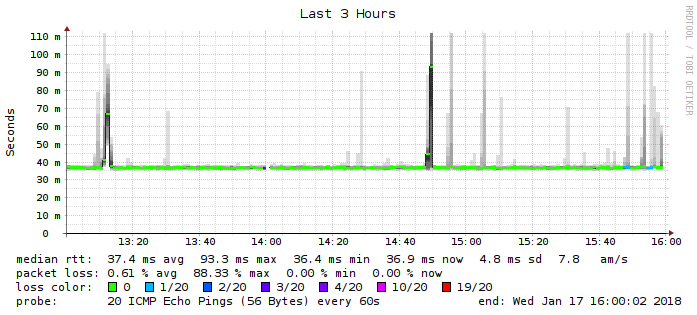 Last 3 Hours
RRDTOOL / TOBI OETIKER
Seconds
110 m
100 m
90 m
80 m
70 m
60 m
50 m
40 m
30 m
20 m
10 m
0
13:20 13:40 14:00 14:20 14:40 15:00 15:20 15:40 16:00
median rtt: 37.4 ms avg 93.3 ms max 36.4 ms min 36.9 ms now 4.8 ms sd 7.8 am/s
packet loss: 0.61 % avg 88.33 % max 0.00 % min 0.00 % now
loss color: 0 1/20 2/20 3/20 4/20 10/20 19/20
probe: 20 ICMP Echo Pings (56 Bytes) every 60s end: Wed Jan 17 16:00:02 2018